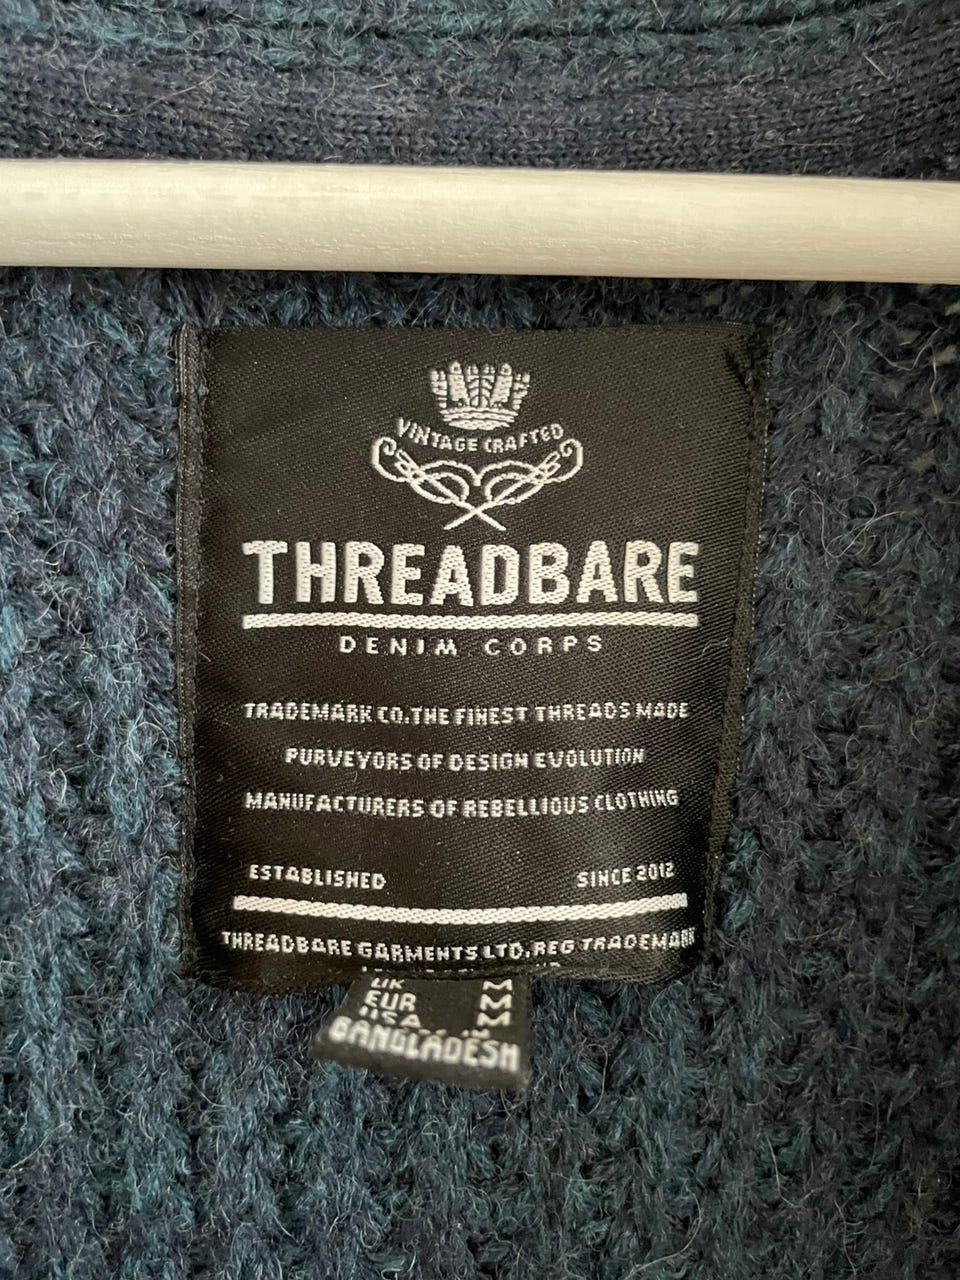 VINTAGE CRAFTED
THREADBARE
DENIM CORPS
TRADEMARK CO.THE FINEST THREADS MADE
PURVEYORS OF DESIGN EVOLUTION
MANUFACTURERS OF REBELLIOUS CLOTHING
ESTABLISHED SINCE 2012
THREADBARE GARMENTS LTD.REG TRADEMARK
UK M
EUR M
USA M
BANGLADESH